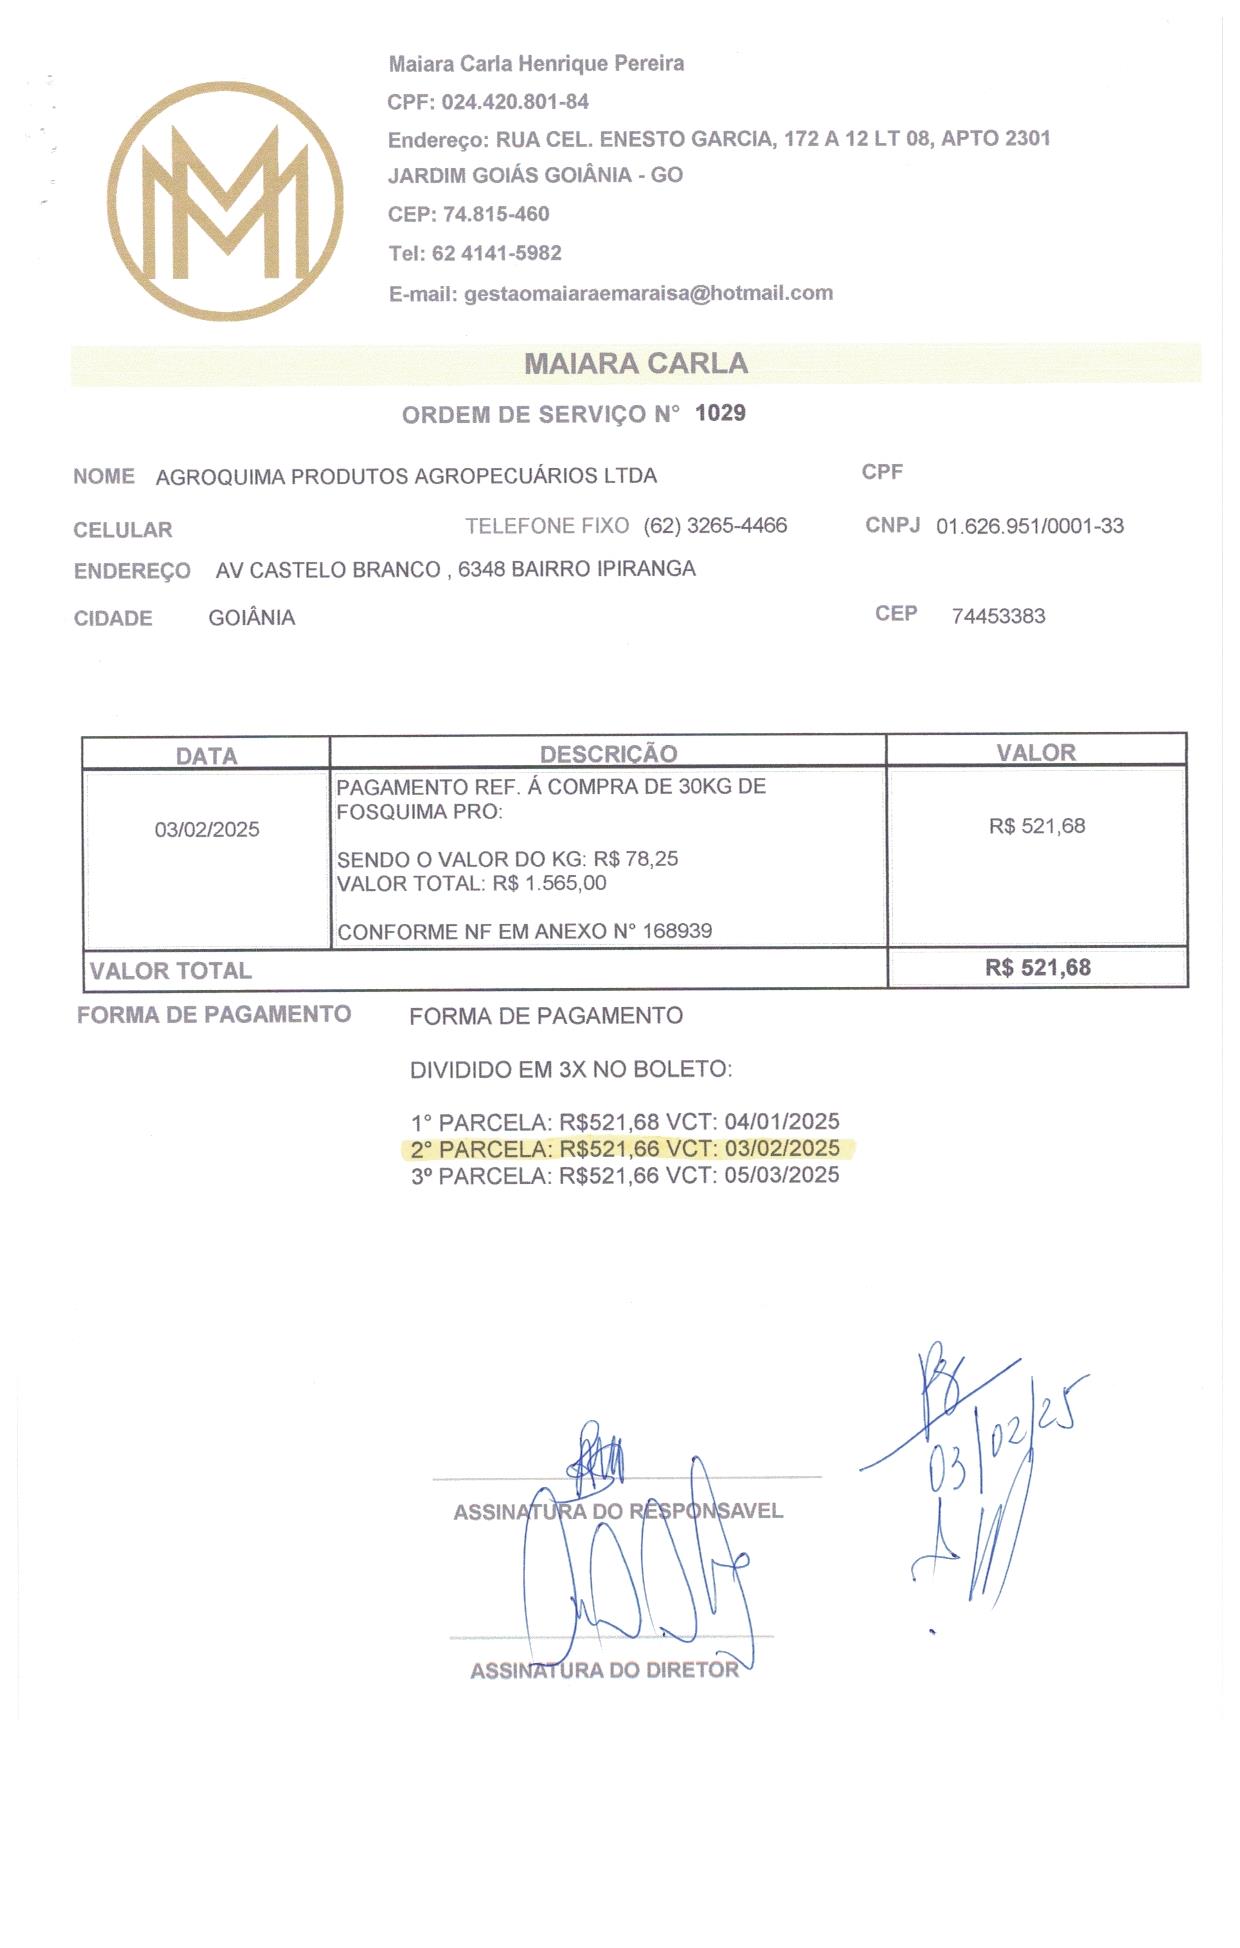 Maiara Carla Henrique Pereira
CPF: 024.420.801-84
Endereço: RUA CEL. ENESTO GARCIA, 172 A 12 LT 08, APTO 2301
JARDIM GOIÁS GOIÂNIA - GO
CEP: 74.815-460
Tel: 62 4141-5982
E-mail: gestaomaiaraemaraisa@hotmail.com
MAIARA CARLA
ORDEM DE SERVIÇO N° 1029
NOME AGROQUIMA PRODUTOS AGROPECUÁRIOS LTDA CPF
CELULAR TELEFONE FIXO (62) 3265-4466 CNPJ 01.626.951/0001-33
ENDEREÇO AV CASTELO BRANCO , 6348 BAIRRO IPIRANGA
CIDADE GOIÂNIA CEP 74453383
DATA DESCRIÇÃO VALOR
PAGAMENTO REF. Á COMPRA DE 30KG DE
FOSQUIMA PRO:
03/02/2025 R$ 521,68
SENDO O VALOR DO KG: R$ 78,25
VALOR TOTAL: R$ 1.565,00
CONFORME NF EM ANEXO N° 168939
VALOR TOTAL R$ 521,68
FORMA DE PAGAMENTO FORMA DE PAGAMENTO
DIVIDIDO EM 3X NO BOLETO:
1° PARCELA: R$521,68 VCT: 04/01/2025
2° PARCELA: R$521,66 VCT: 03/02/2025
3º PARCELA: R$521,66 VCT: 05/03/2025
03/02/25
ASSINATURA DO RESPONSAVEL
ASSINATURA DO DIRETOR